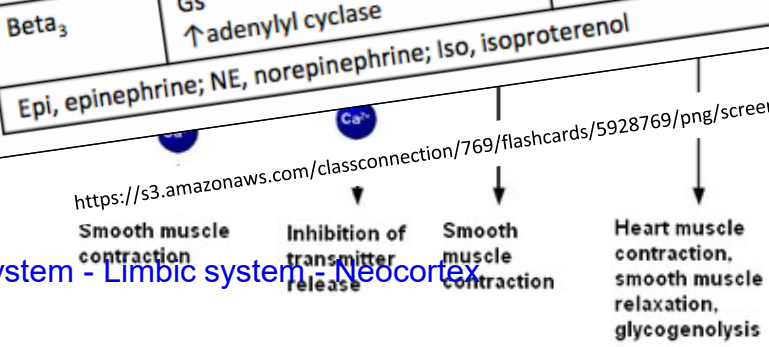 Gs
Beta3
↑adenylyl cyclase
Epi, epinephrine; NE, norepinephrine; Iso, isoproterenol
Ca²⁺
https://s3.amazonaws.com/classconnection/769/flashcards/5928769/png/screen
Smooth muscle
contraction
Inhibition of
transmitter
release
Smooth
muscle
contraction
Heart muscle
contraction,
smooth muscle
relaxation,
glycogenolysis
ystem - Limbic system - Neocortex